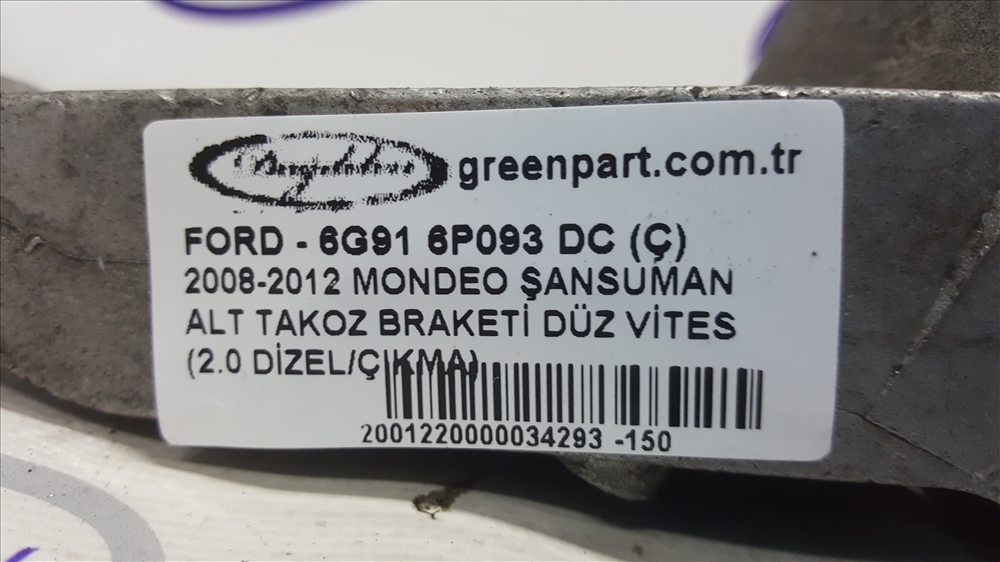 greenpart.com.tr
FORD - 6G91 6P093 DC (Ç)
2008-2012 MONDEO ŞANSUMAN
ALT TAKOZ BRAKETİ DÜZ VİTES
(2.0 DİZEL/ÇIKMA)
2001220000034293 -150